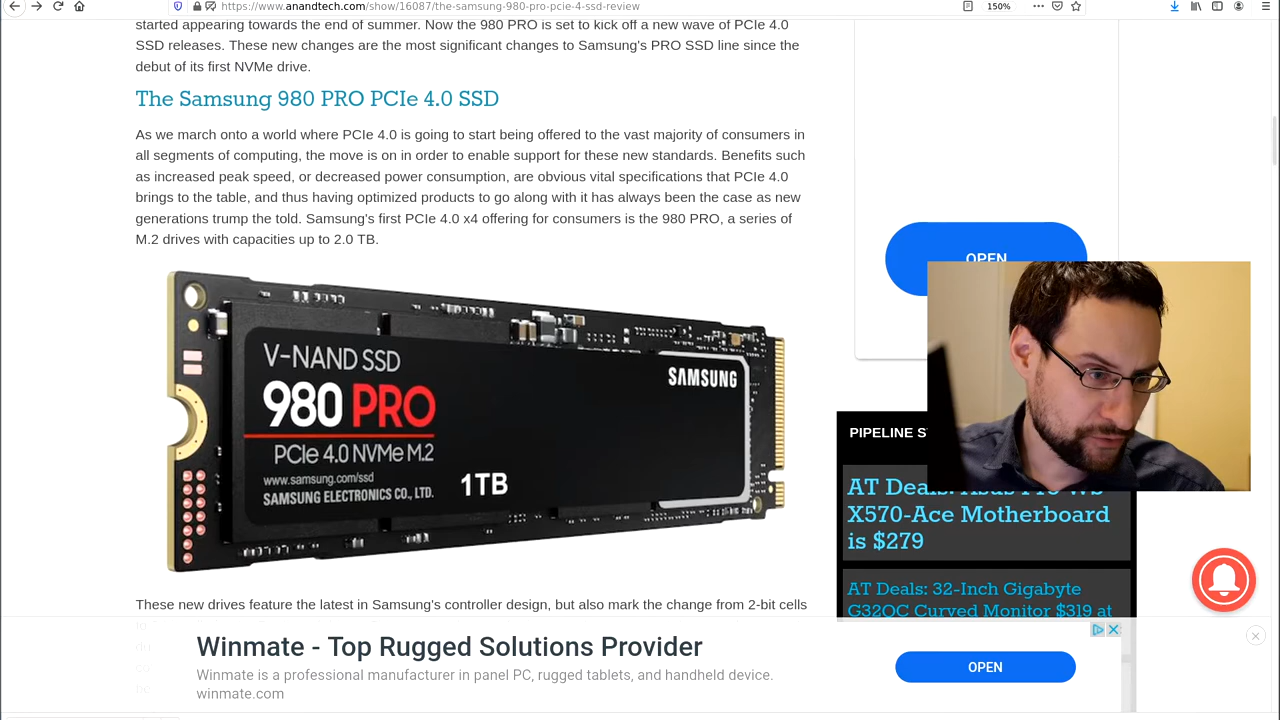 https://www.anandtech.com/show/16087/the-samsung-980-pro-pcie-4-ssd-review
150%
started appearing towards the end of summer. Now the 980 PRO is set to kick off a new wave of PCIe 4.0
SSD releases. These new changes are the most significant changes to Samsung's PRO SSD line since the
debut of its first NVMe drive.
The Samsung 980 PRO PCIe 4.0 SSD
As we march onto a world where PCIe 4.0 is going to start being offered to the vast majority of consumers in
all segments of computing, the move is on in order to enable support for these new standards. Benefits such
as increased peak speed, or decreased power consumption, are obvious vital specifications that PCIe 4.0
brings to the table, and thus having optimized products to go along with it has always been the case as new
generations trump the told. Samsung's first PCIe 4.0 x4 offering for consumers is the 980 PRO, a series of
M.2 drives with capacities up to 2.0 TB.
OPEN
V-NAND SSD
980 PRO
PCIe 4.0 NVMe M.2
www.samsung.com/ssd
SAMSUNG ELECTRONICS CO., LTD.
1TB
SAMSUNG
PIPELINE
AT Deals: Asus Pro WS
X570-Ace Motherboard
is $279
AT Deals: 32-Inch Gigabyte
G32QC Curved Monitor $319 at
These new drives feature the latest in Samsung's controller design, but also mark the change from 2-bit cells
Winmate - Top Rugged Solutions Provider
Winmate is a professional manufacturer in panel PC, rugged tablets, and handheld device.
winmate.com
OPEN